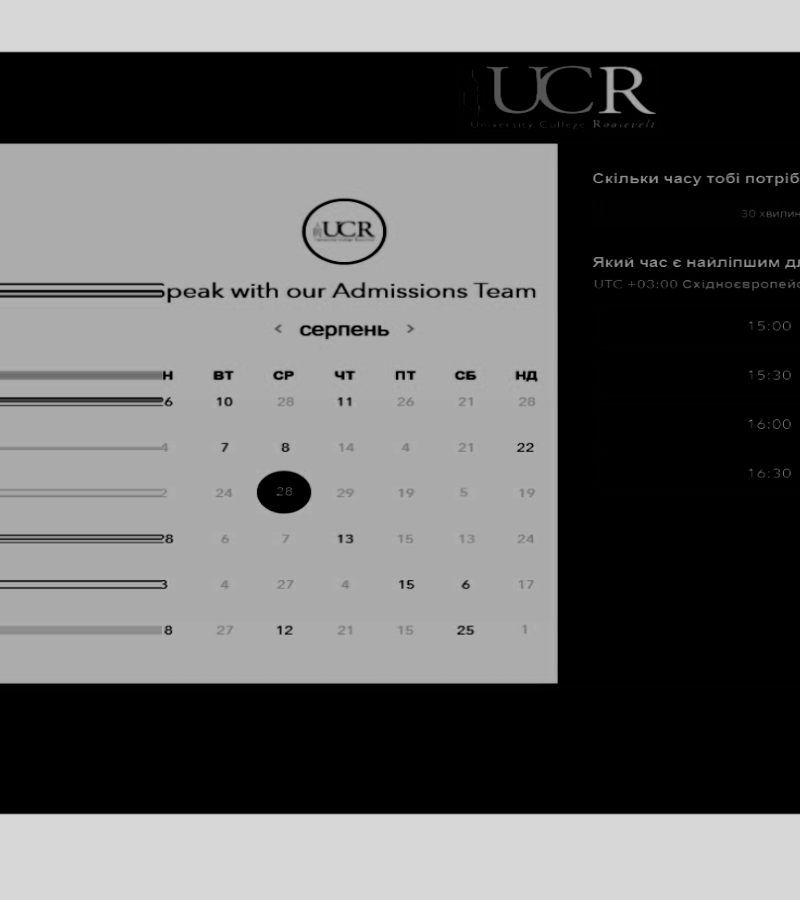 UCR
University College Roosevelt
UCR
Speak with our Admissions Team
< серпень >
Н ВТ СР ЧТ ПТ СБ НД
6 10 28 11 26 21 28
4 7 8 14 4 21 22
2 24 28 29 19 5 19
8 6 7 13 15 13 24
3 4 27 4 15 6 17
8 27 12 21 15 25 1
Скільки часу тобі потріб
30 хвилин
Який час є найліпшим дл
UTC +03:00 Східноєвропейс
15:00
15:30
16:00
16:30